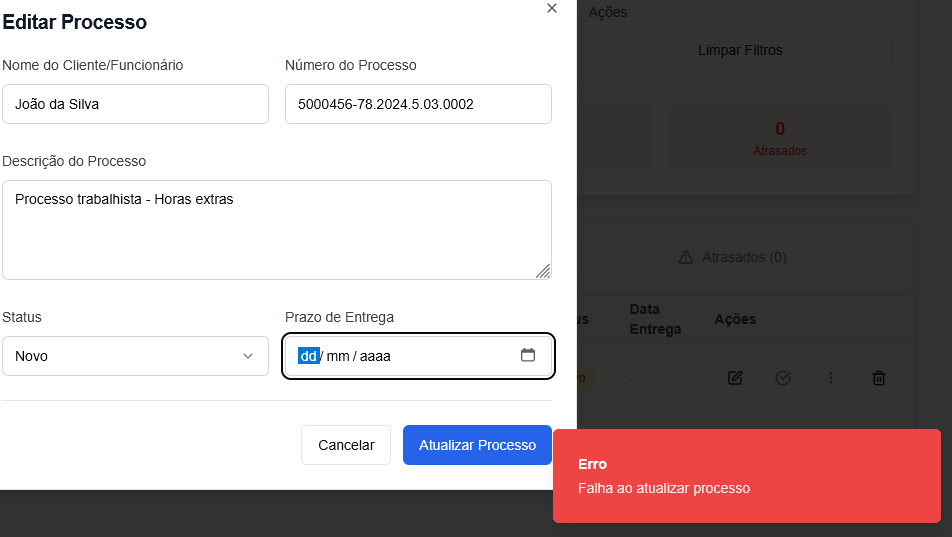 Editar Processo
Ações
Limpar Filtros
Nome do Cliente/Funcionário
Número do Processo
João da Silva
5000456-78.2024.5.03.0002
0
Atrasados
Descrição do Processo
Processo trabalhista - Horas extras
Atrasados (0)
Status
Prazo de Entrega
Data
Entrega
Ações
Novo
dd / mm / aaaa
-
Cancelar
Atualizar Processo
Erro
Falha ao atualizar processo